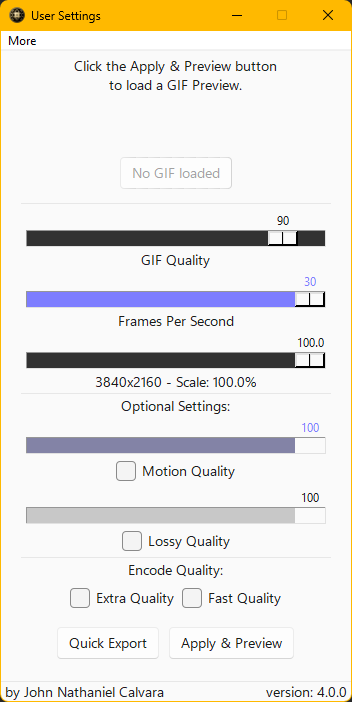 User Settings
More
Click the Apply & Preview button
to load a GIF Preview.
No GIF loaded
90
GIF Quality
30
Frames Per Second
100.0
3840x2160 - Scale: 100.0%
Optional Settings:
100
Motion Quality
100
Lossy Quality
Encode Quality:
Extra Quality Fast Quality
Quick Export Apply & Preview
by John Nathaniel Calvara version: 4.0.0